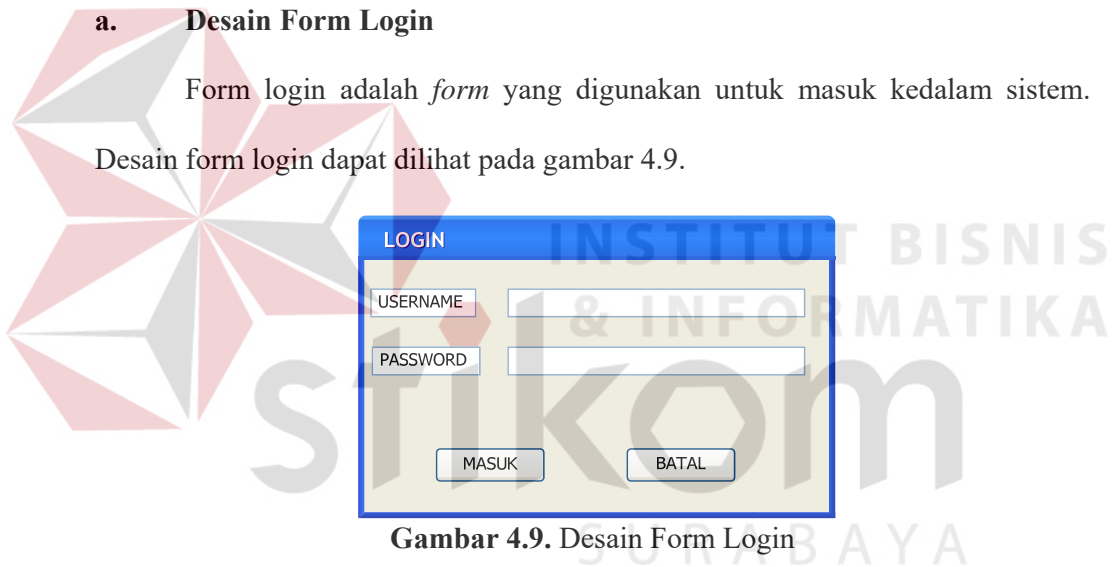 a. Desain Form Login
Form login adalah form yang digunakan untuk masuk kedalam sistem.
Desain form login dapat dilihat pada gambar 4.9.
LOGIN
USERNAME
PASSWORD
MASUK BATAL
Gambar 4.9. Desain Form Login
INSTITUT BISNIS
& INFORMATIKA
stikom
SURABAYA